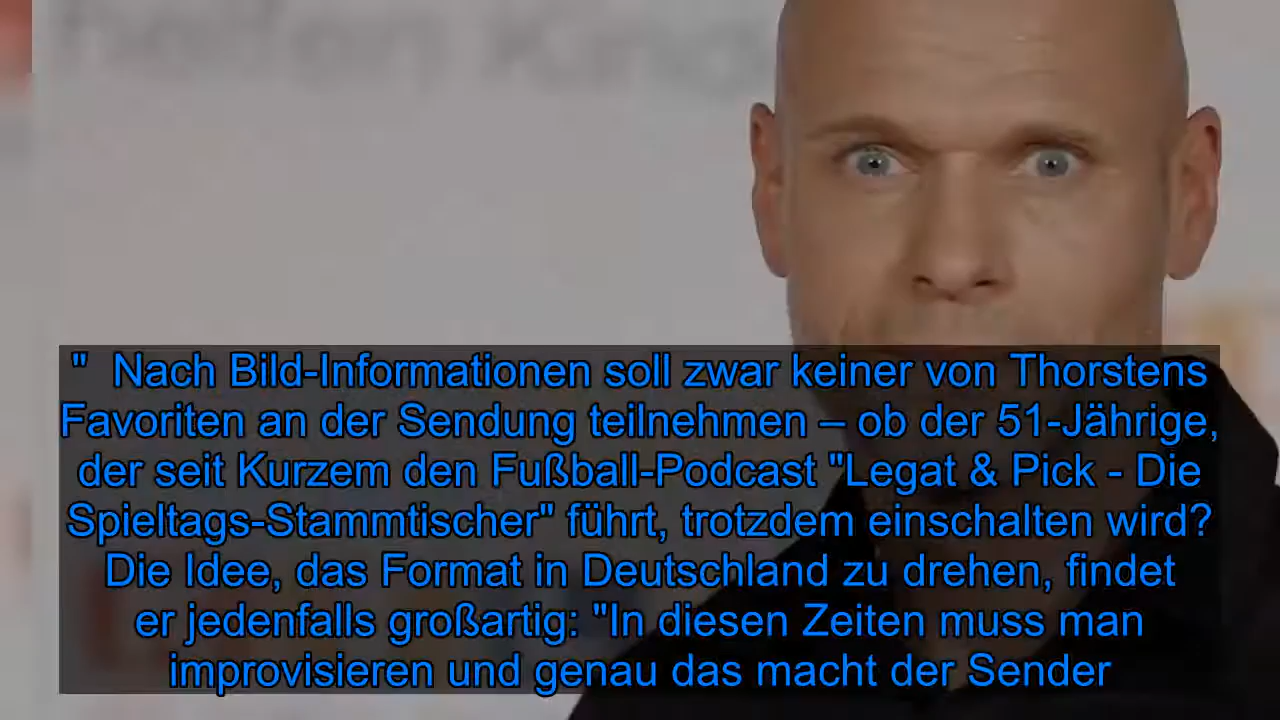 helfen King
"  Nach Bild-Informationen soll zwar keiner von Thorstens
Favoriten an der Sendung teilnehmen – ob der 51-Jährige,
der seit Kurzem den Fußball-Podcast "Legat & Pick - Die
Spieltags-Stammtischer" führt, trotzdem einschalten wird?
Die Idee, das Format in Deutschland zu drehen, findet
er jedenfalls großartig: "In diesen Zeiten muss man
improvisieren und genau das macht der Sender